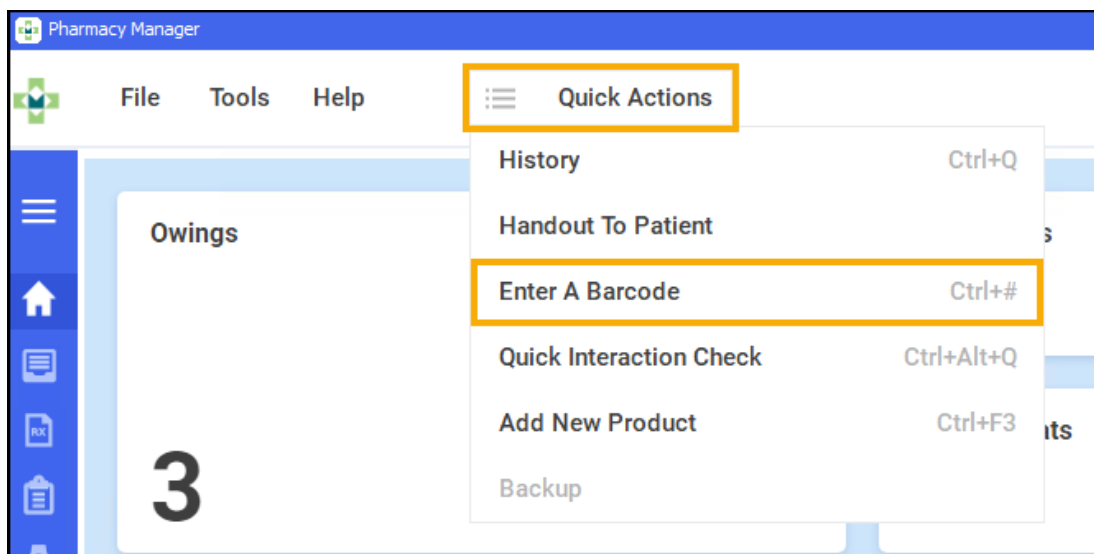 Pharmacy Manager
File Tools Help Quick Actions
History Ctrl+Q
Handout To Patient
Owings
Enter A Barcode Ctrl+#
Quick Interaction Check Ctrl+Alt+Q
RX
Add New Product Ctrl+F3
3
Backup